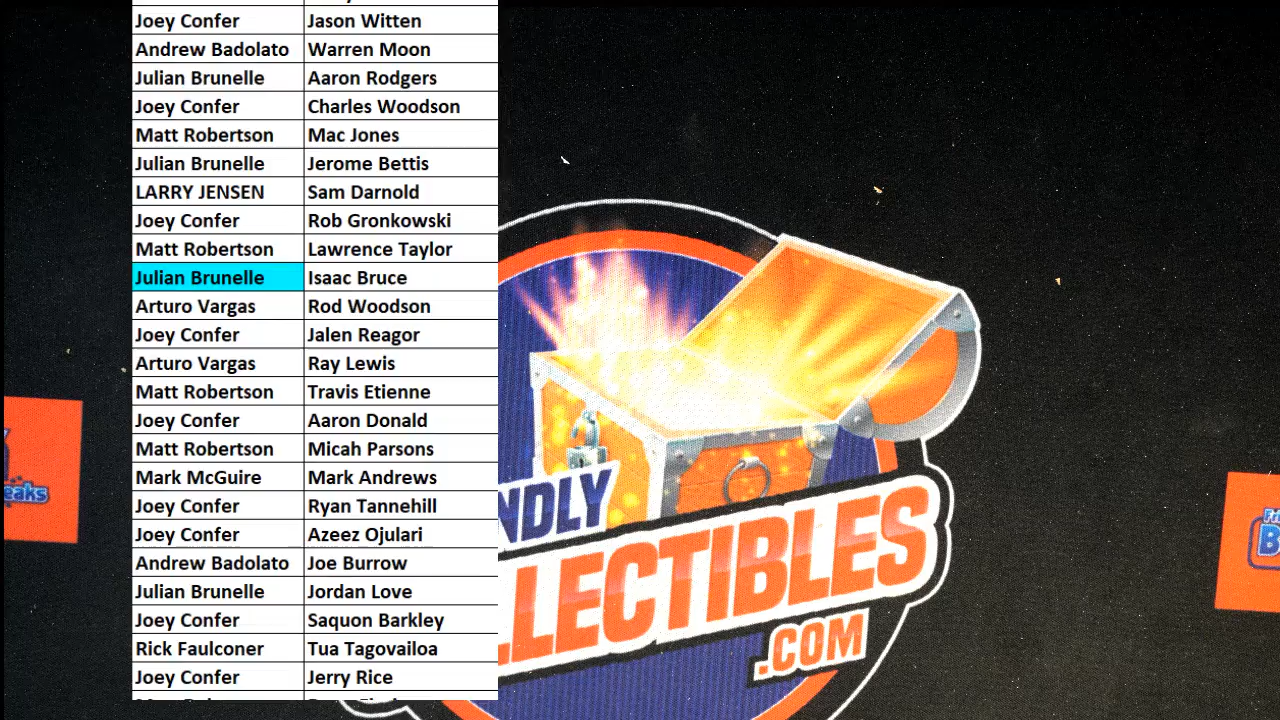 Joey Confer Jason Witten
Andrew Badolato Warren Moon
Julian Brunelle Aaron Rodgers
Joey Confer Charles Woodson
Matt Robertson Mac Jones
Julian Brunelle Jerome Bettis
LARRY JENSEN Sam Darnold
Joey Confer Rob Gronkowski
Matt Robertson Lawrence Taylor
Julian Brunelle Isaac Bruce
Arturo Vargas Rod Woodson
Joey Confer Jalen Reagor
Arturo Vargas Ray Lewis
Matt Robertson Travis Etienne
Joey Confer Aaron Donald
Matt Robertson Micah Parsons
Mark McGuire Mark Andrews
Joey Confer Ryan Tannehill
Joey Confer Azeez Ojulari
Andrew Badolato Joe Burrow
Julian Brunelle Jordan Love
Joey Confer Saquon Barkley
Rick Faulconer Tua Tagovailoa
Joey Confer Jerry Rice
NDLY
LLECTIBLES
.COM
eaks